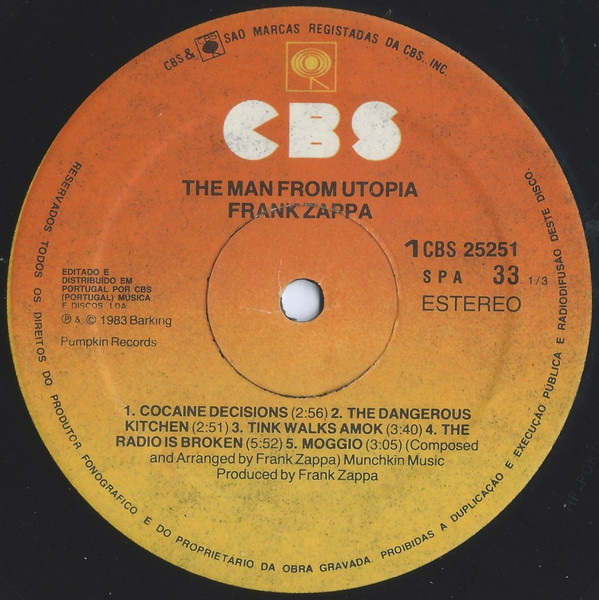 CBS & CBS SAO MARCAS REGISTADAS DA CBS, INC.
CBS
THE MAN FROM UTOPIA
FRANK ZAPPA
1 CBS 25251
SPA 33 1/3
ESTEREO
EDITADO E
DISTRIBUÍDO EM
PORTUGAL POR CBS
(PORTUGAL) MÚSICA
E DISCOS, LDA.
℗ & © 1983 Barking
Pumpkin Records
1. COCAINE DECISIONS (2:56) 2. THE DANGEROUS
KITCHEN (2:51) 3. TINK WALKS AMOK (3:40) 4. THE
RADIO IS BROKEN (5:52) 5. MOGGIO (3:05) (Composed
and Arranged by Frank Zappa) Munchkin Music
Produced by Frank Zappa
RESERVADOS TODOS OS DIREITOS DO PRODUTOR FONOGRAFICO E DO PROPRIETÁRIO DA OBRA GRAVADA. PROIBIDAS A DUPLICAÇÃO E EXECUÇÃO PÚBLICA E RADIODIFUSÃO DESTE DISCO.